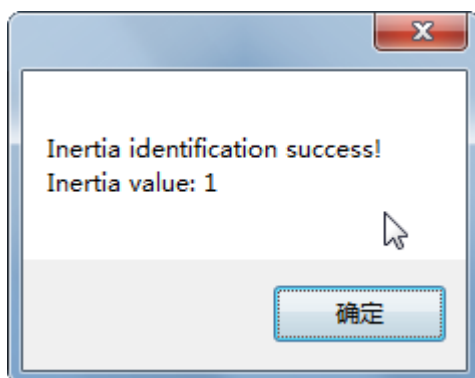 Inertia identification success!
Inertia value: 1
确定